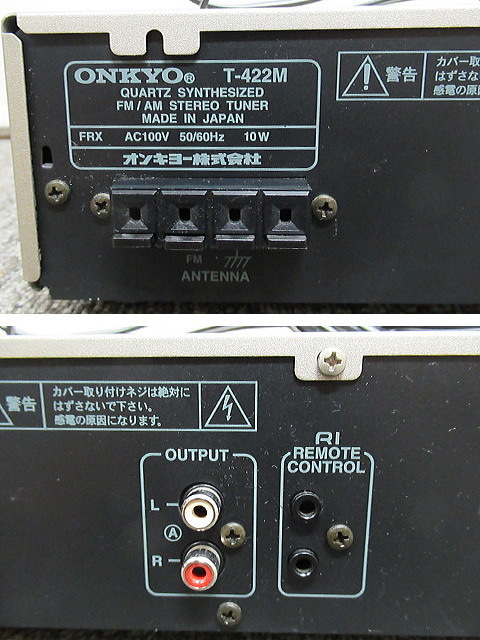 ONKYO® T-422M
QUARTZ SYNTHESIZED
FM/AM STEREO TUNER
MADE IN JAPAN
FRX AC100V 50/60Hz 10W
オンキヨー株式会社
警告
カバー取
はずさな
感電の原
FM
ANTENNA
警告
カバー取り付けネジは絶対に
はずさないで下さい。
感電の原因になります。
OUTPUT
L
A
R
RI
REMOTE
CONTROL